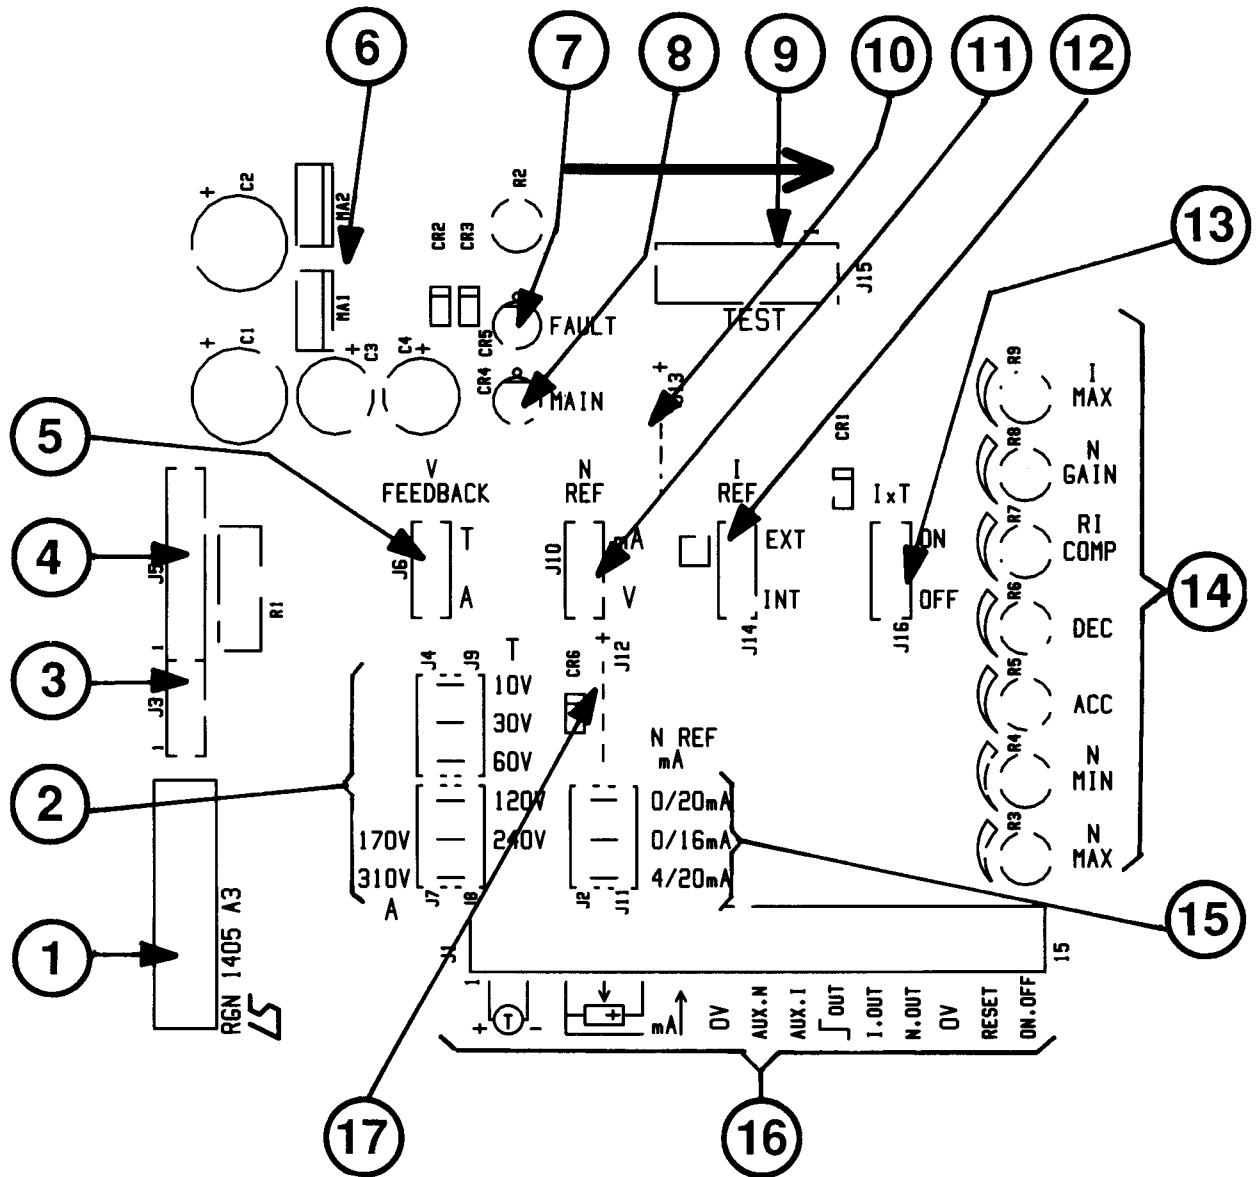 6
7
8
9
10
11
12
+
C2
MA2
R2
CR2
CR3
1
J15
13
+
C1
MA1
+
C3
C4
+
CR5
FAULT
TEST
CR4
MAIN
+
J13
CR1
R9
I
MAX
5
V
FEEDBACK
N
REF
I
REF
IxT
R8
N
GAIN
4
J5
1
R1
J6
T
A
J10
mA
V
EXT
INT
J14
ON
OFF
J16
R7
RI
COMP
14
R6
DEC
3
J3
1
J4
J9
T
CR6
+
J12
R5
ACC
10V
30V
60V
N REF
mA
R4
N
MIN
2
120V
170V
240V
310V
A
J7
J8
0/20mA
0/16mA
4/20mA
J2
J11
R3
N
MAX
15
1
RGN 1405 A3
J1
1
15
+
T
-
+
mA
0V
AUX.N
AUX.I
OUT
I.OUT
N.OUT
0V
RESET
ON.OFF
17
16